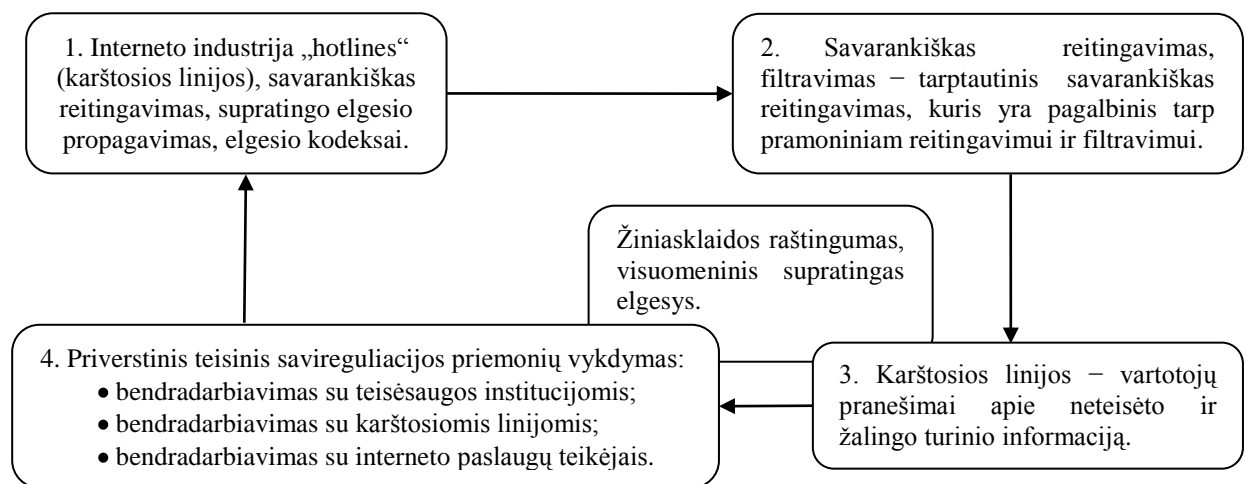 1. Interneto industrija „hotlines“
(karštosios linijos), savarankiškas
reitingavimas, supratingo elgesio
propagavimas, elgesio kodeksai.
2. Savarankiškas reitingavimas,
filtravimas − tarptautinis savarankiškas
reitingavimas, kuris yra pagalbinis tarp
pramoniniam reitingavimui ir filtravimui.
Žiniasklaidos raštingumas,
visuomeninis supratingas
elgesys.
4. Priverstinis teisinis savireguliacijos priemonių vykdymas:
• bendradarbiavimas su teisėsaugos institucijomis;
• bendradarbiavimas su karštosiomis linijomis;
• bendradarbiavimas su interneto paslaugų teikėjais.
3. Karštosios linijos − vartotojų
pranešimai apie neteisėto ir
žalingo turinio informaciją.